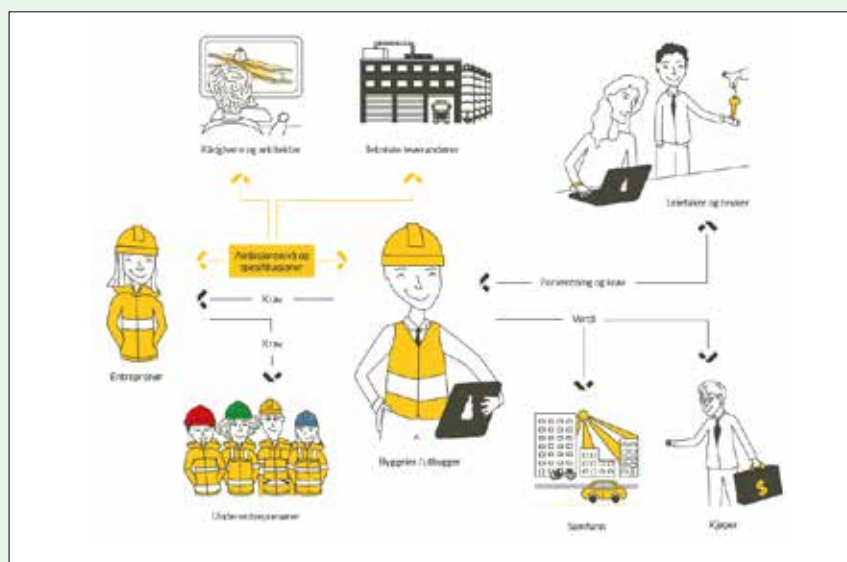 Rådgivere og arkitekter
Tekniske leverandører
Leietaker og bruker
Ambisjonsnivå og
spesifikasjoner
Forventning og krav
Krav
Verdi
Krav
Entreprenør
Byggeier / utbygger
Underentreprenører
Samfunn
Kjøper
$